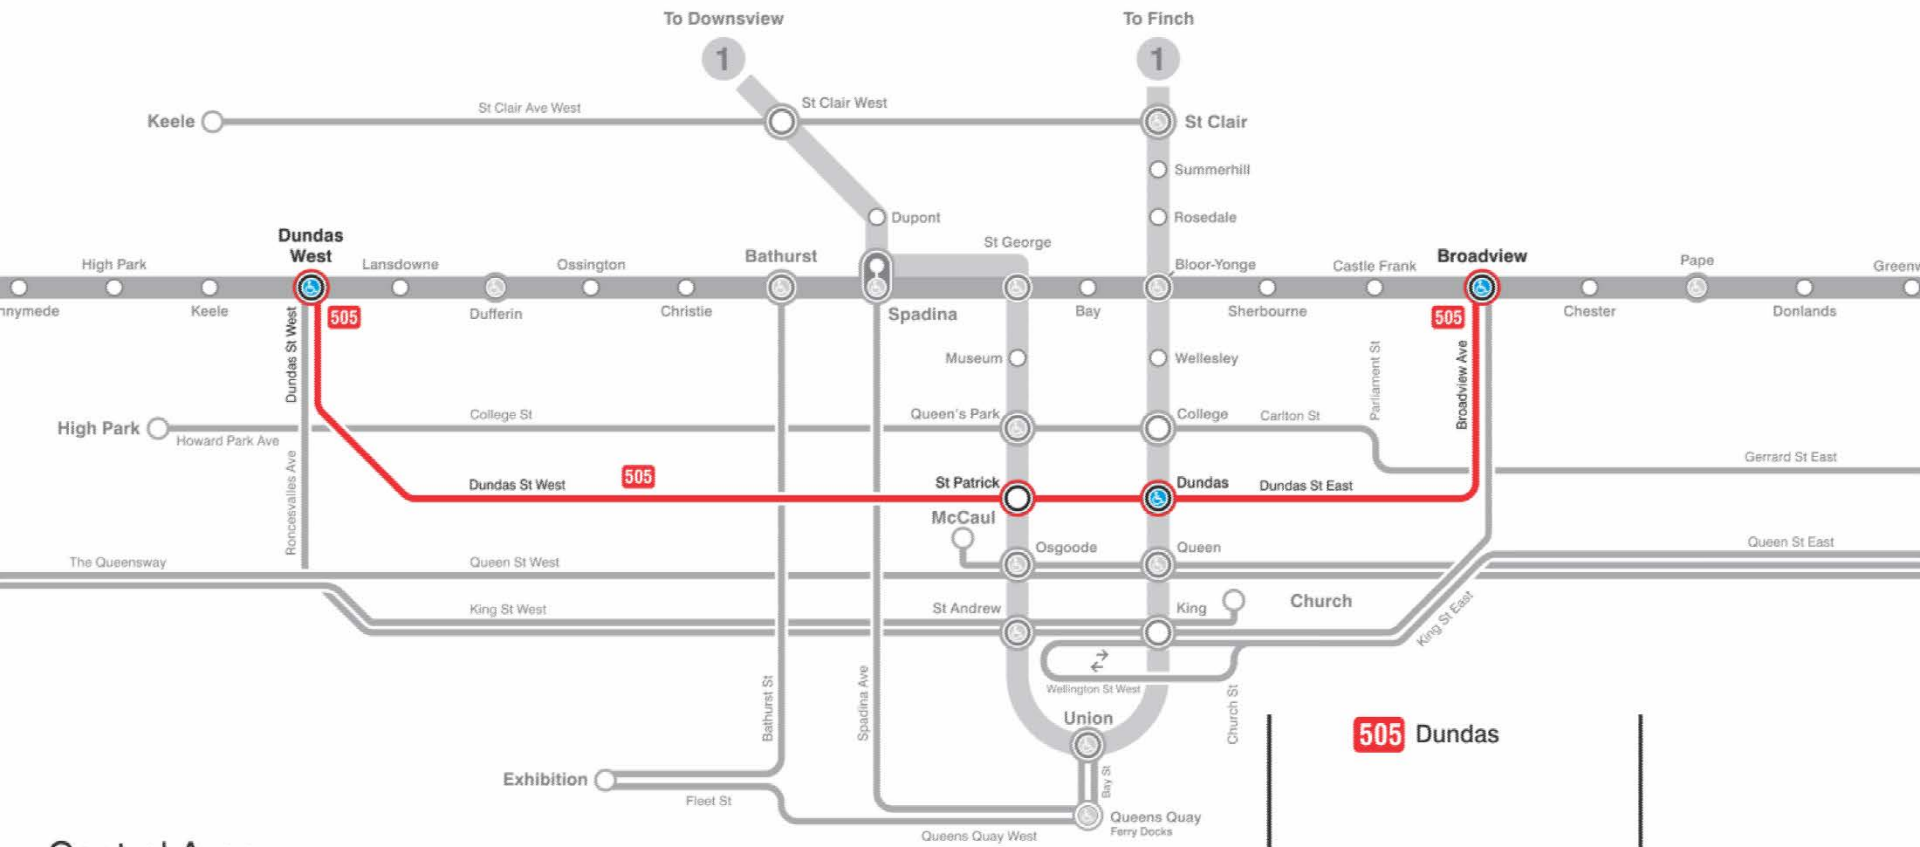 To Downsview
To Finch
1
1
Keele
St Clair Ave West
St Clair West
St Clair
Summerhill
Dupont
Rosedale
Dundas
West
High Park
Lansdowne
Ossington
Bathurst
St George
Bloor-Yonge
Castle Frank
Broadview
Pape
Greenw
nnymede
Keele
505
Dufferin
Christie
Spadina
Bay
Sherbourne
505
Chester
Donlands
Dundas St West
Museum
Wellesley
Parliament St
Broadview Ave
High Park
Howard Park Ave
College St
Queen's Park
College
Carlton St
Gerrard St East
Roncesvalles Ave
Dundas St West
505
St Patrick
Dundas
Dundas St East
McCaul
The Queensway
Queen St West
Osgoode
Queen
Queen St East
King St West
St Andrew
King
Church
King St East
Wellington St West
Bathurst St
Spadina Ave
Church St
Union
505 Dundas
Exhibition
Fleet St
Bay St
Queens Quay
Ferry Docks
Queens Quay West